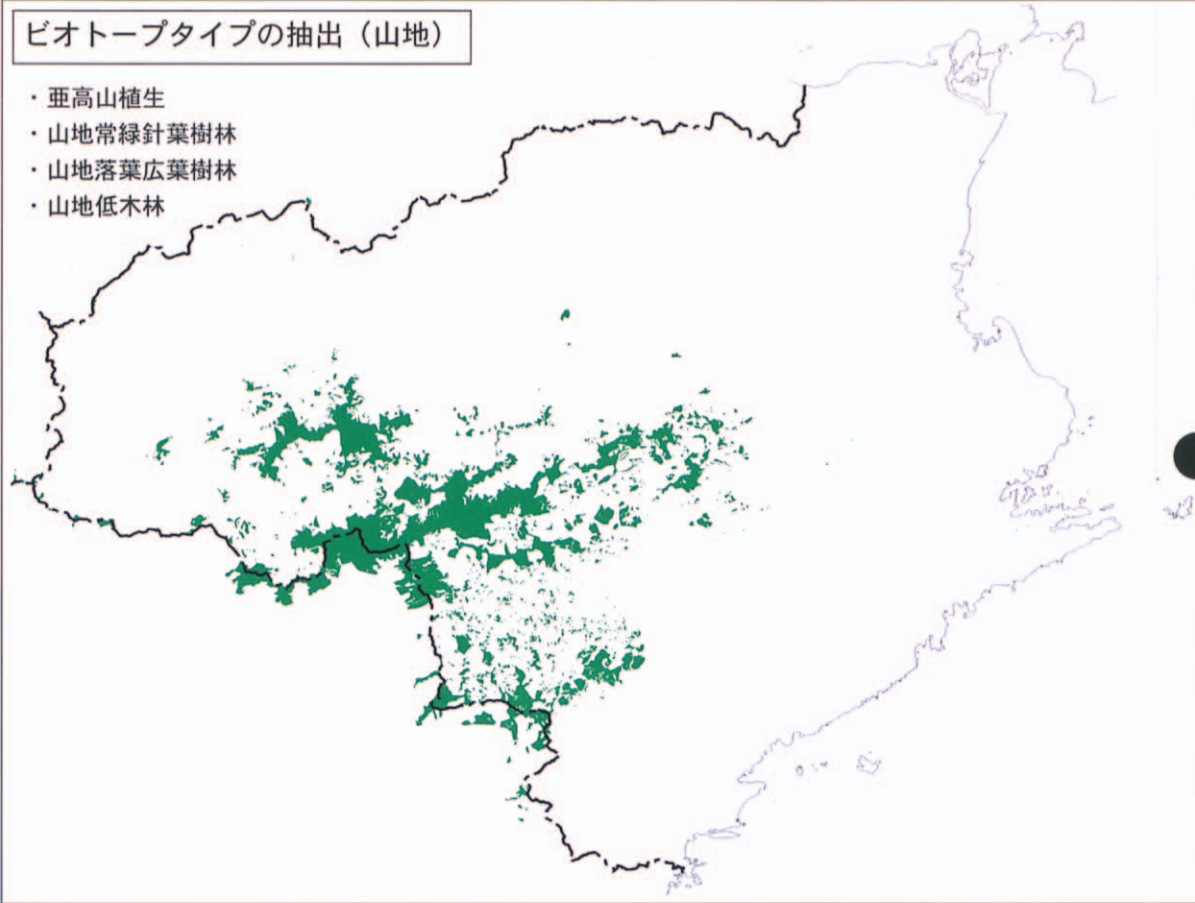 ビオトープタイプの抽出（山地）
・亜高山植生
・山地常緑針葉樹林
・山地落葉広葉樹林
・山地低木林